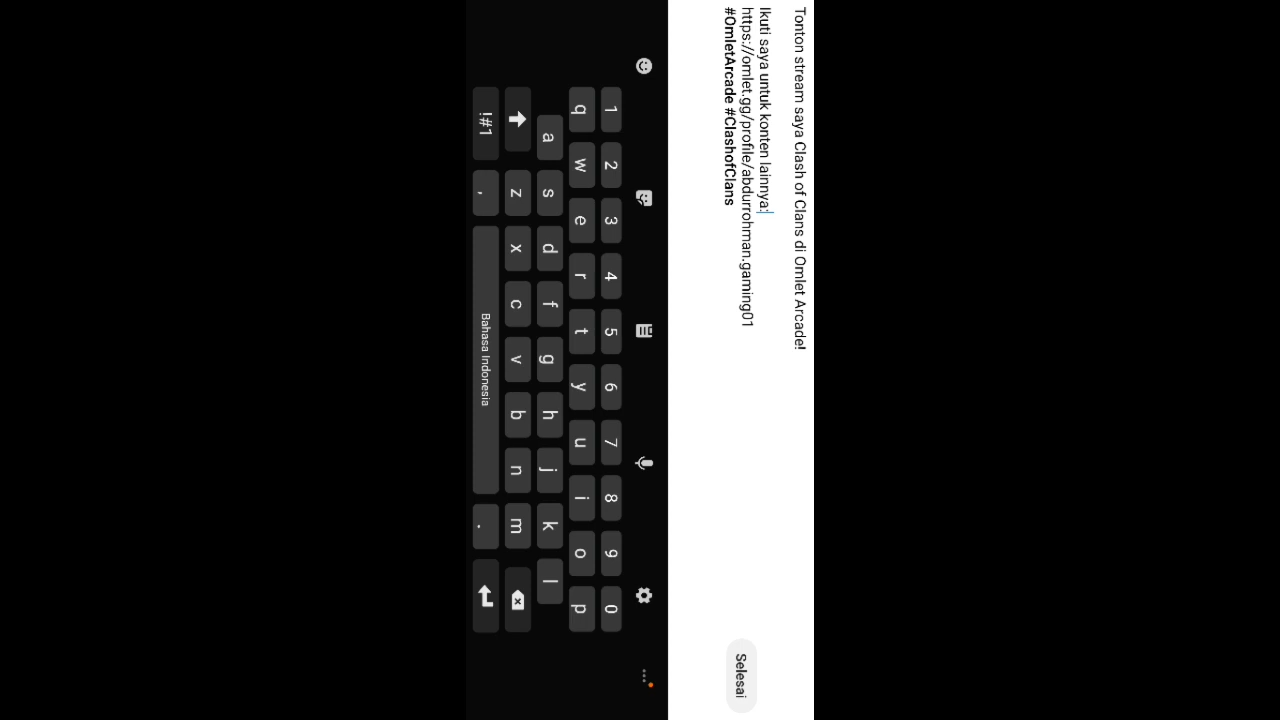 Tonton stream saya Clash of Clans di Omlet Arcade!
Ikuti saya untuk konten lainnya:
https://omlet.gg/profile/abdurrohman.gaming01
#OmletArcade #ClashofClans
Selesai
1 2 3 4 5 6 7 8 9 0
q w e r t y u i o p
a s d f g h j k l
z x c v b n m
!#1 , Bahasa Indonesia .